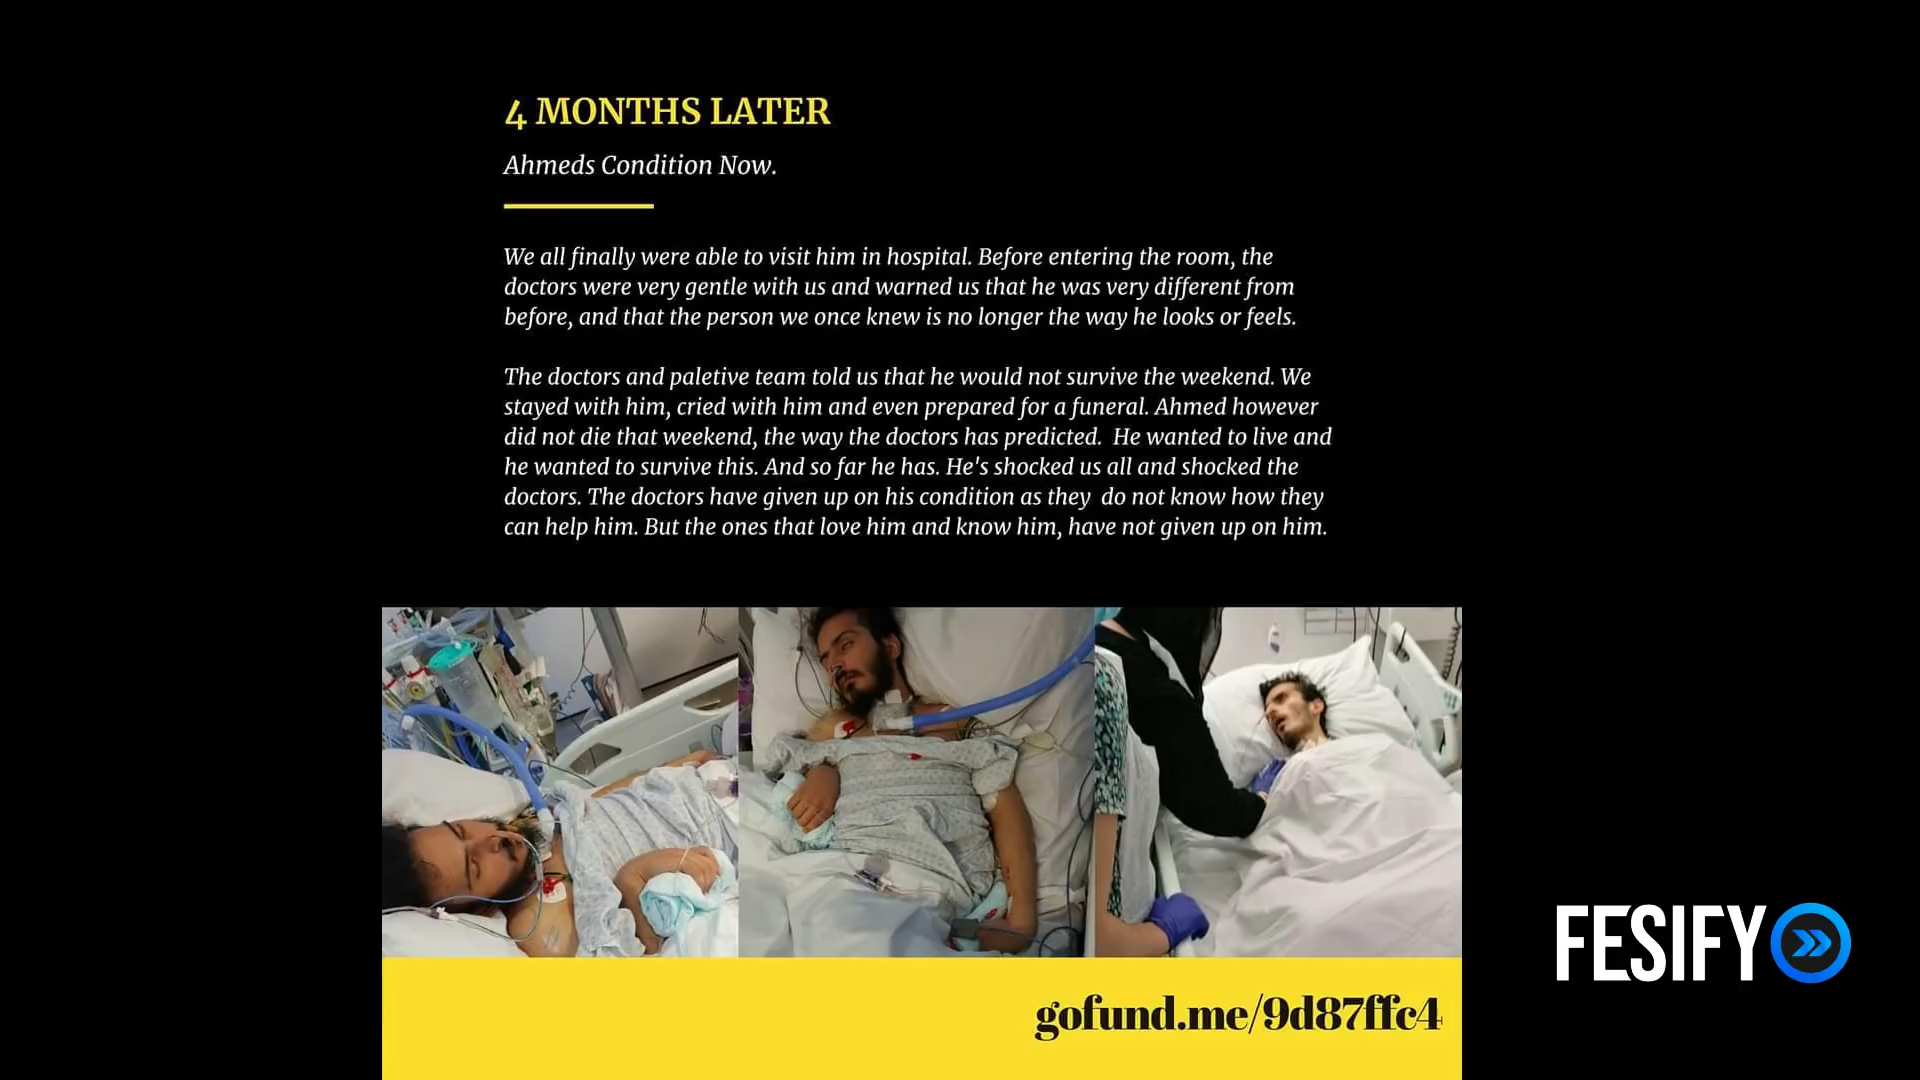 4 MONTHS LATER
Ahmeds Condition Now.
We all finally were able to visit him in hospital. Before entering the room, the
doctors were very gentle with us and warned us that he was very different from
before, and that the person we once knew is no longer the way he looks or feels.
The doctors and paletive team told us that he would not survive the weekend. We
stayed with him, cried with him and even prepared for a funeral. Ahmed however
did not die that weekend, the way the doctors has predicted.  He wanted to live and
he wanted to survive this. And so far he has. He's shocked us all and shocked the
doctors. The doctors have given up on his condition as they  do not know how they
can help him. But the ones that love him and know him, have not given up on him.
FESIFY
gofund.me/9d87ffc4